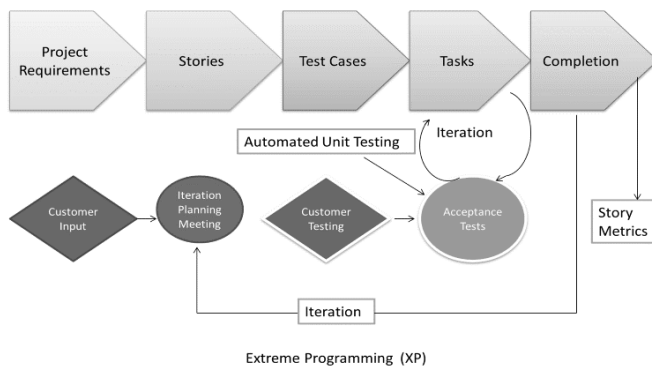 Project
Requirements
Stories
Test Cases
Tasks
Completion
Automated Unit Testing
Iteration
Customer
Input
Iteration
Planning
Meeting
Customer
Testing
Acceptance
Tests
Story
Metrics
Iteration
Extreme Programming (XP)